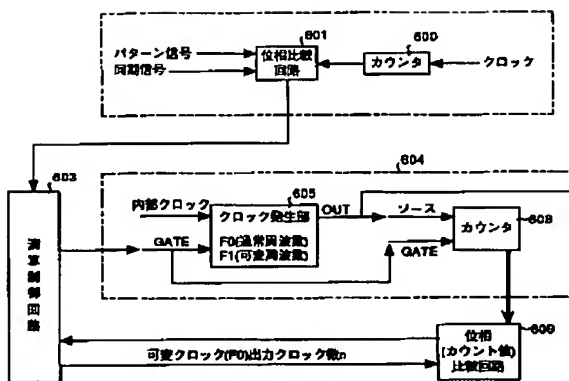 601
600
パターン信号
同期信号
位相比較
回路
カウンタ
クロック
603
604
605
内部クロック
クロック発生部
OUT
ソース
608
GATE
F0(通常周波数)
F1(可変周波数)
GATE
カウンタ
演算制御回路
位相
[カウント値]
比較回路
609
可変クロック(F0)出力クロック数n